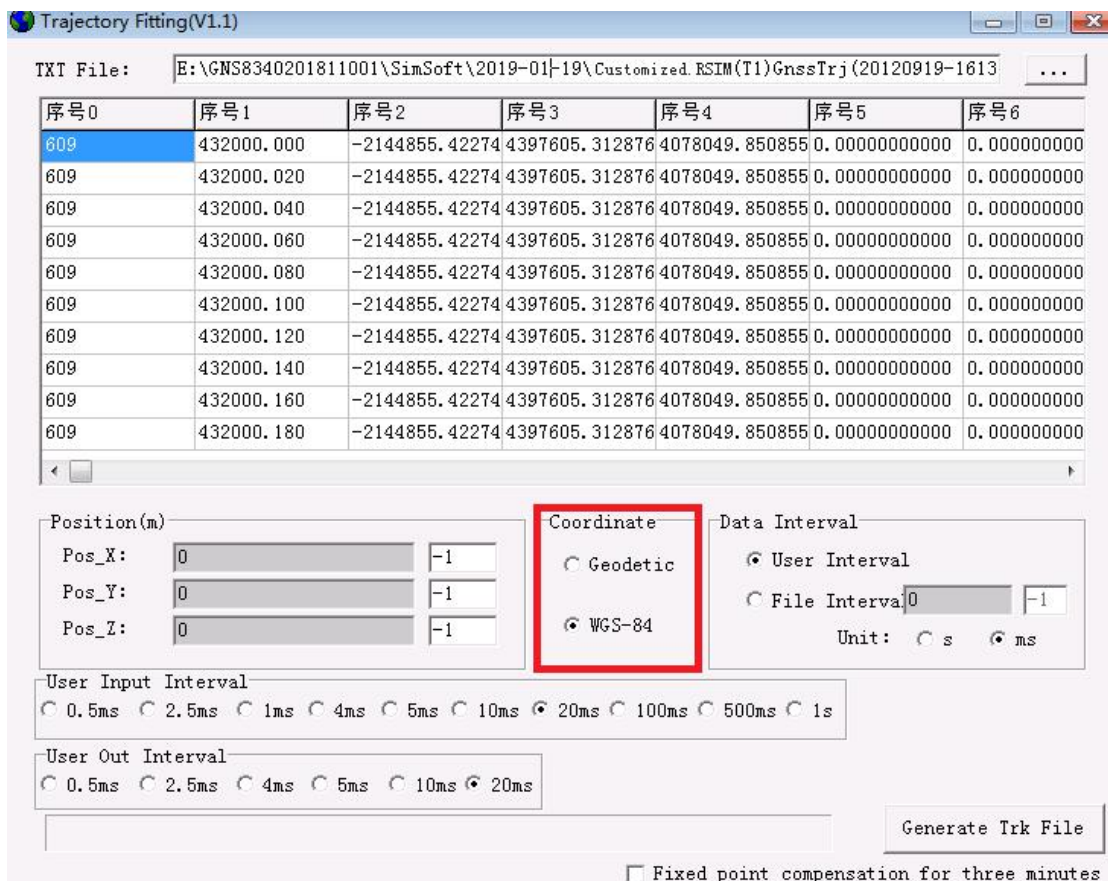 Trajectory Fitting(V1.1)
TXT File: E:\GNS8340201811001\SimSoft\2019-01-19\Customized.RSIM(T1)GnssTrj(20120919-1613 ...
序号0 序号1 序号2 序号3 序号4 序号5 序号6
609 432000.000 -2144855.42274 4397605.312876 4078049.850855 0.00000000000 0.000000000
609 432000.020 -2144855.42274 4397605.312876 4078049.850855 0.00000000000 0.000000000
609 432000.040 -2144855.42274 4397605.312876 4078049.850855 0.00000000000 0.000000000
609 432000.060 -2144855.42274 4397605.312876 4078049.850855 0.00000000000 0.000000000
609 432000.080 -2144855.42274 4397605.312876 4078049.850855 0.00000000000 0.000000000
609 432000.100 -2144855.42274 4397605.312876 4078049.850855 0.00000000000 0.000000000
609 432000.120 -2144855.42274 4397605.312876 4078049.850855 0.00000000000 0.000000000
609 432000.140 -2144855.42274 4397605.312876 4078049.850855 0.00000000000 0.000000000
609 432000.160 -2144855.42274 4397605.312876 4078049.850855 0.00000000000 0.000000000
609 432000.180 -2144855.42274 4397605.312876 4078049.850855 0.00000000000 0.000000000
Position(m)
Pos_X: 0 -1
Pos_Y: 0 -1
Pos_Z: 0 -1
Coordinate
Geodetic
WGS-84
Data Interval
User Interval
File Interva 0 -1
Unit: s ms
User Input Interval
0.5ms 2.5ms 1ms 4ms 5ms 10ms 20ms 100ms 500ms 1s
User Out Interval
0.5ms 2.5ms 4ms 5ms 10ms 20ms
Generate Trk File
Fixed point compensation for three minutes